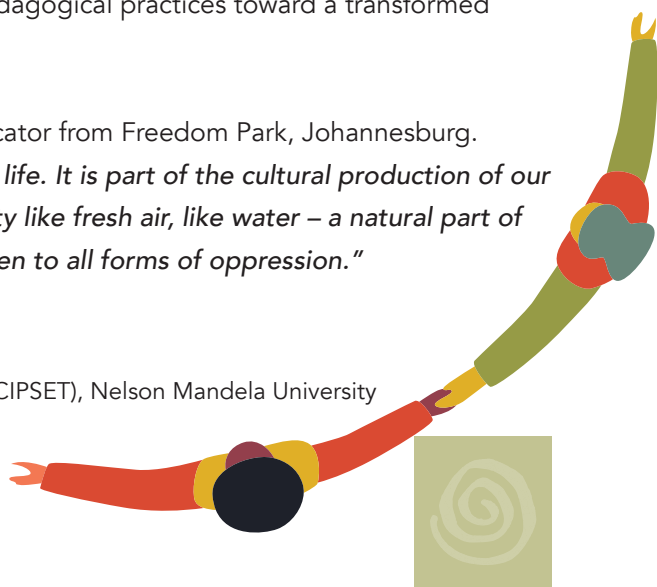 dagogical practices toward a transformed
cator from Freedom Park, Johannesburg.
life. It is part of the cultural production of our
ty like fresh air, like water – a natural part of
en to all forms of oppression.”
CIPSET), Nelson Mandela University